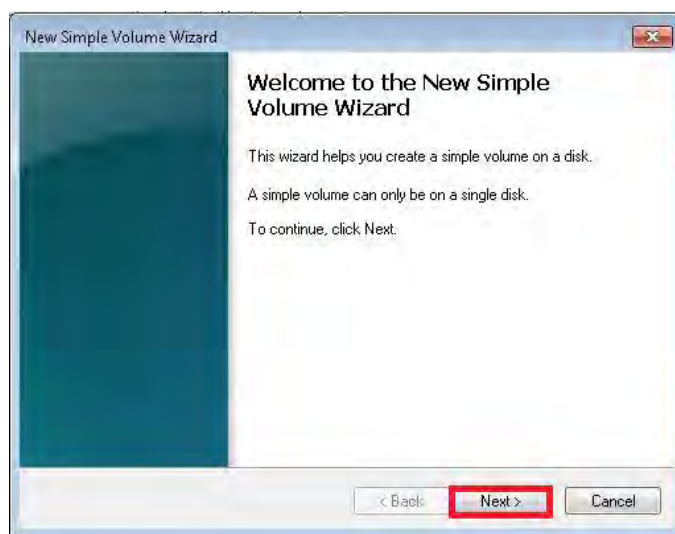 New Simple Volume Wizard
Welcome to the New Simple
Volume Wizard
This wizard helps you create a simple volume on a disk.
A simple volume can only be on a single disk.
To continue, click Next.
< Back
Next >
Cancel